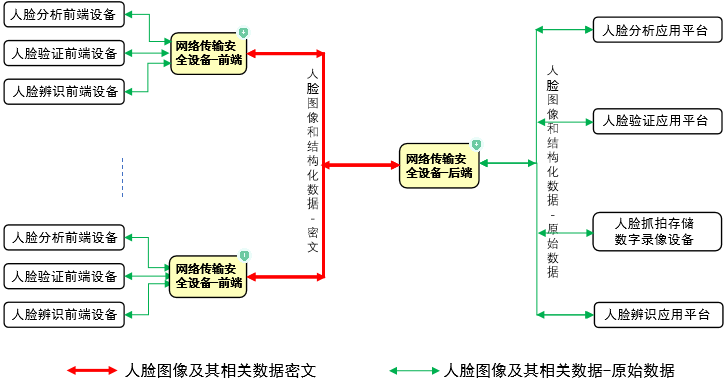 人脸分析前端设备
人脸验证前端设备
人脸辨识前端设备
网络传输安
全设备-前端
人脸图像和结构化数据-密文
人脸分析前端设备
人脸验证前端设备
人脸辨识前端设备
网络传输安
全设备-前端
网络传输安
全设备-后端
人脸图像和结构化数据-原始数据
人脸分析应用平台
人脸验证应用平台
人脸抓拍存储
数字录像设备
人脸辨识应用平台
人脸图像及其相关数据密文
人脸图像及其相关数据-原始数据